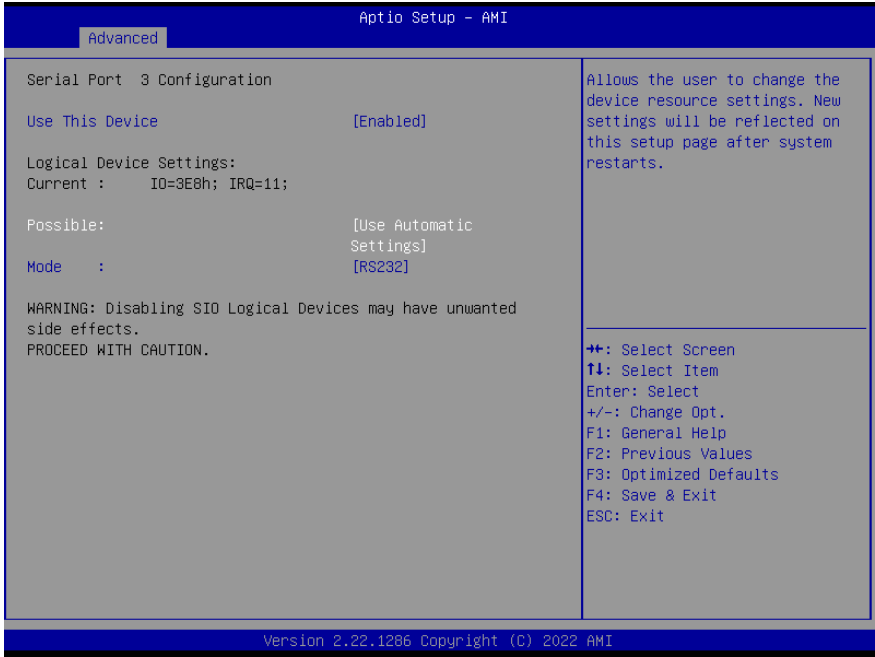 Aptio Setup – AMI
Advanced
Serial Port  3 Configuration
Use This Device [Enabled]
Logical Device Settings:
Current : IO=3E8h; IRQ=11;
Possible: [Use Automatic
Settings]
Mode : [RS232]
WARNING: Disabling SIO Logical Devices may have unwanted
side effects.
PROCEED WITH CAUTION.
Allows the user to change the
device resource settings. New
settings will be reflected on
this setup page after system
restarts.
→←: Select Screen
↑↓: Select Item
Enter: Select
+/-: Change Opt.
F1: General Help
F2: Previous Values
F3: Optimized Defaults
F4: Save & Exit
ESC: Exit
Version 2.22.1286 Copyright (C) 2022 AMI